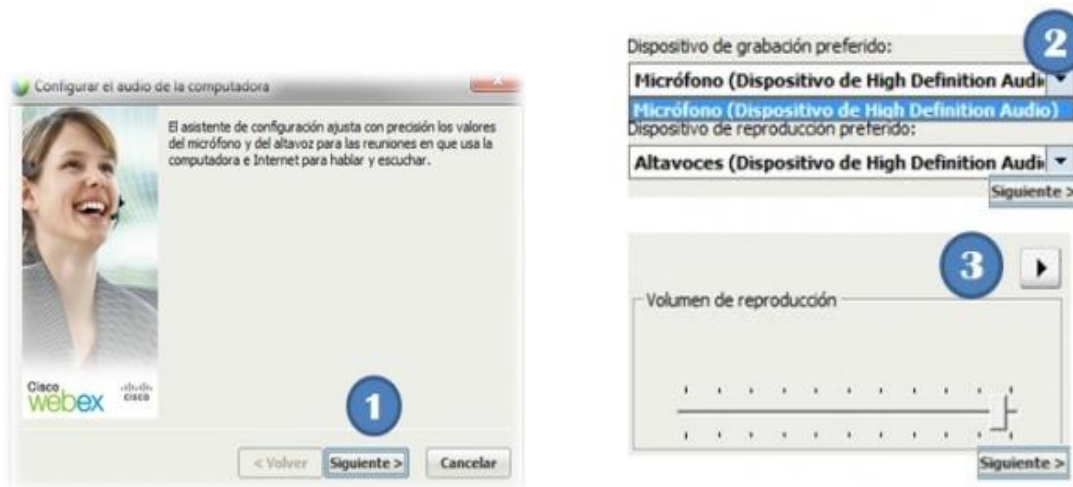 Configurar el audio de la computadora
El asistente de configuración ajusta con precisión los valores
del micrófono y del altavoz para las reuniones en que usa la
computadora e Internet para hablar y escuchar.
Cisco
webex
CISCO
1
< Volver
Siguiente >
Cancelar
2
Dispositivo de grabación preferido:
Micrófono (Dispositivo de High Definition Audi
Micrófono (Dispositivo de High Definition Audio)
Dispositivo de reproducción preferido:
Altavoces (Dispositivo de High Definition Audi
Siguiente >
3
Volumen de reproducción
Siguiente >